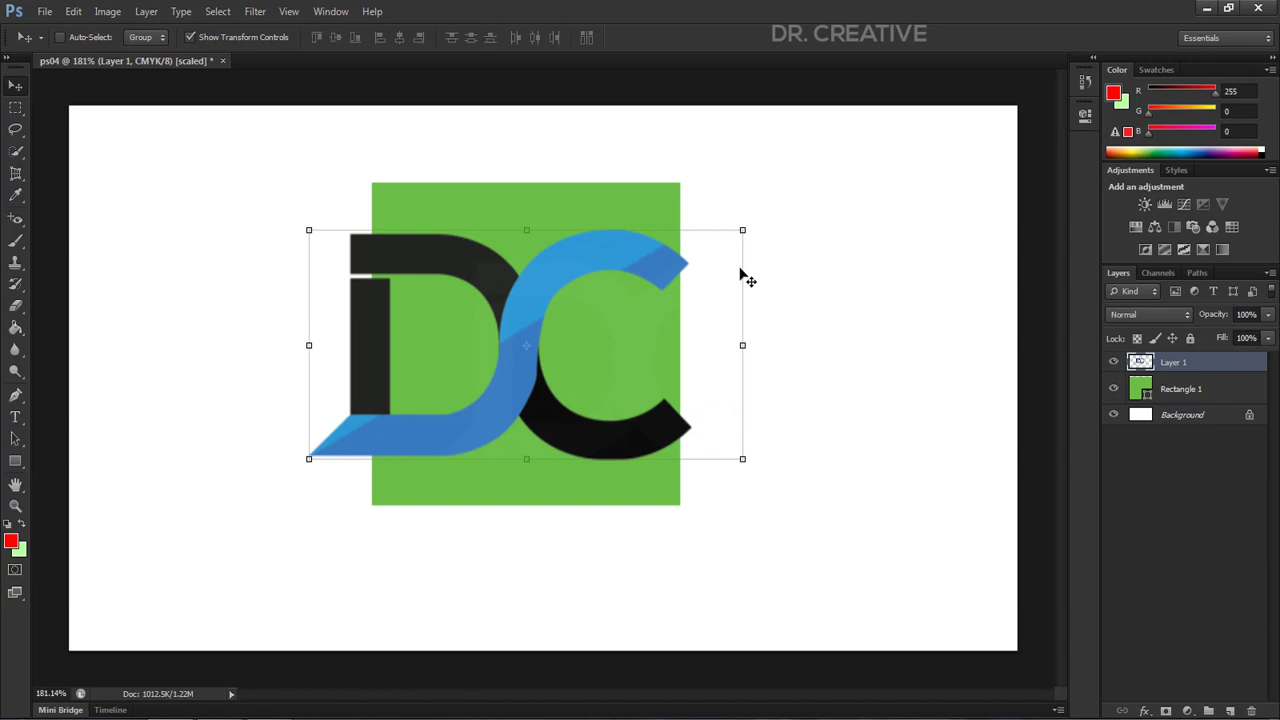 Ps File Edit Image Layer Type Select Filter View Window Help
Auto-Select: Group Show Transform Controls DR. CREATIVE Essentials
ps04 @ 181% (Layer 1, CMYK/8) [scaled] * ×
Color Swatches
R 255
G 0
B 0
Adjustments Styles
Add an adjustment
Layers Channels Paths
Kind T
Normal Opacity: 100%
Lock: Fill: 100%
Layer 1
Rectangle 1
Background
DC
T
181.14% Doc: 1012.5K/1.22M
Mini Bridge Timeline
fx